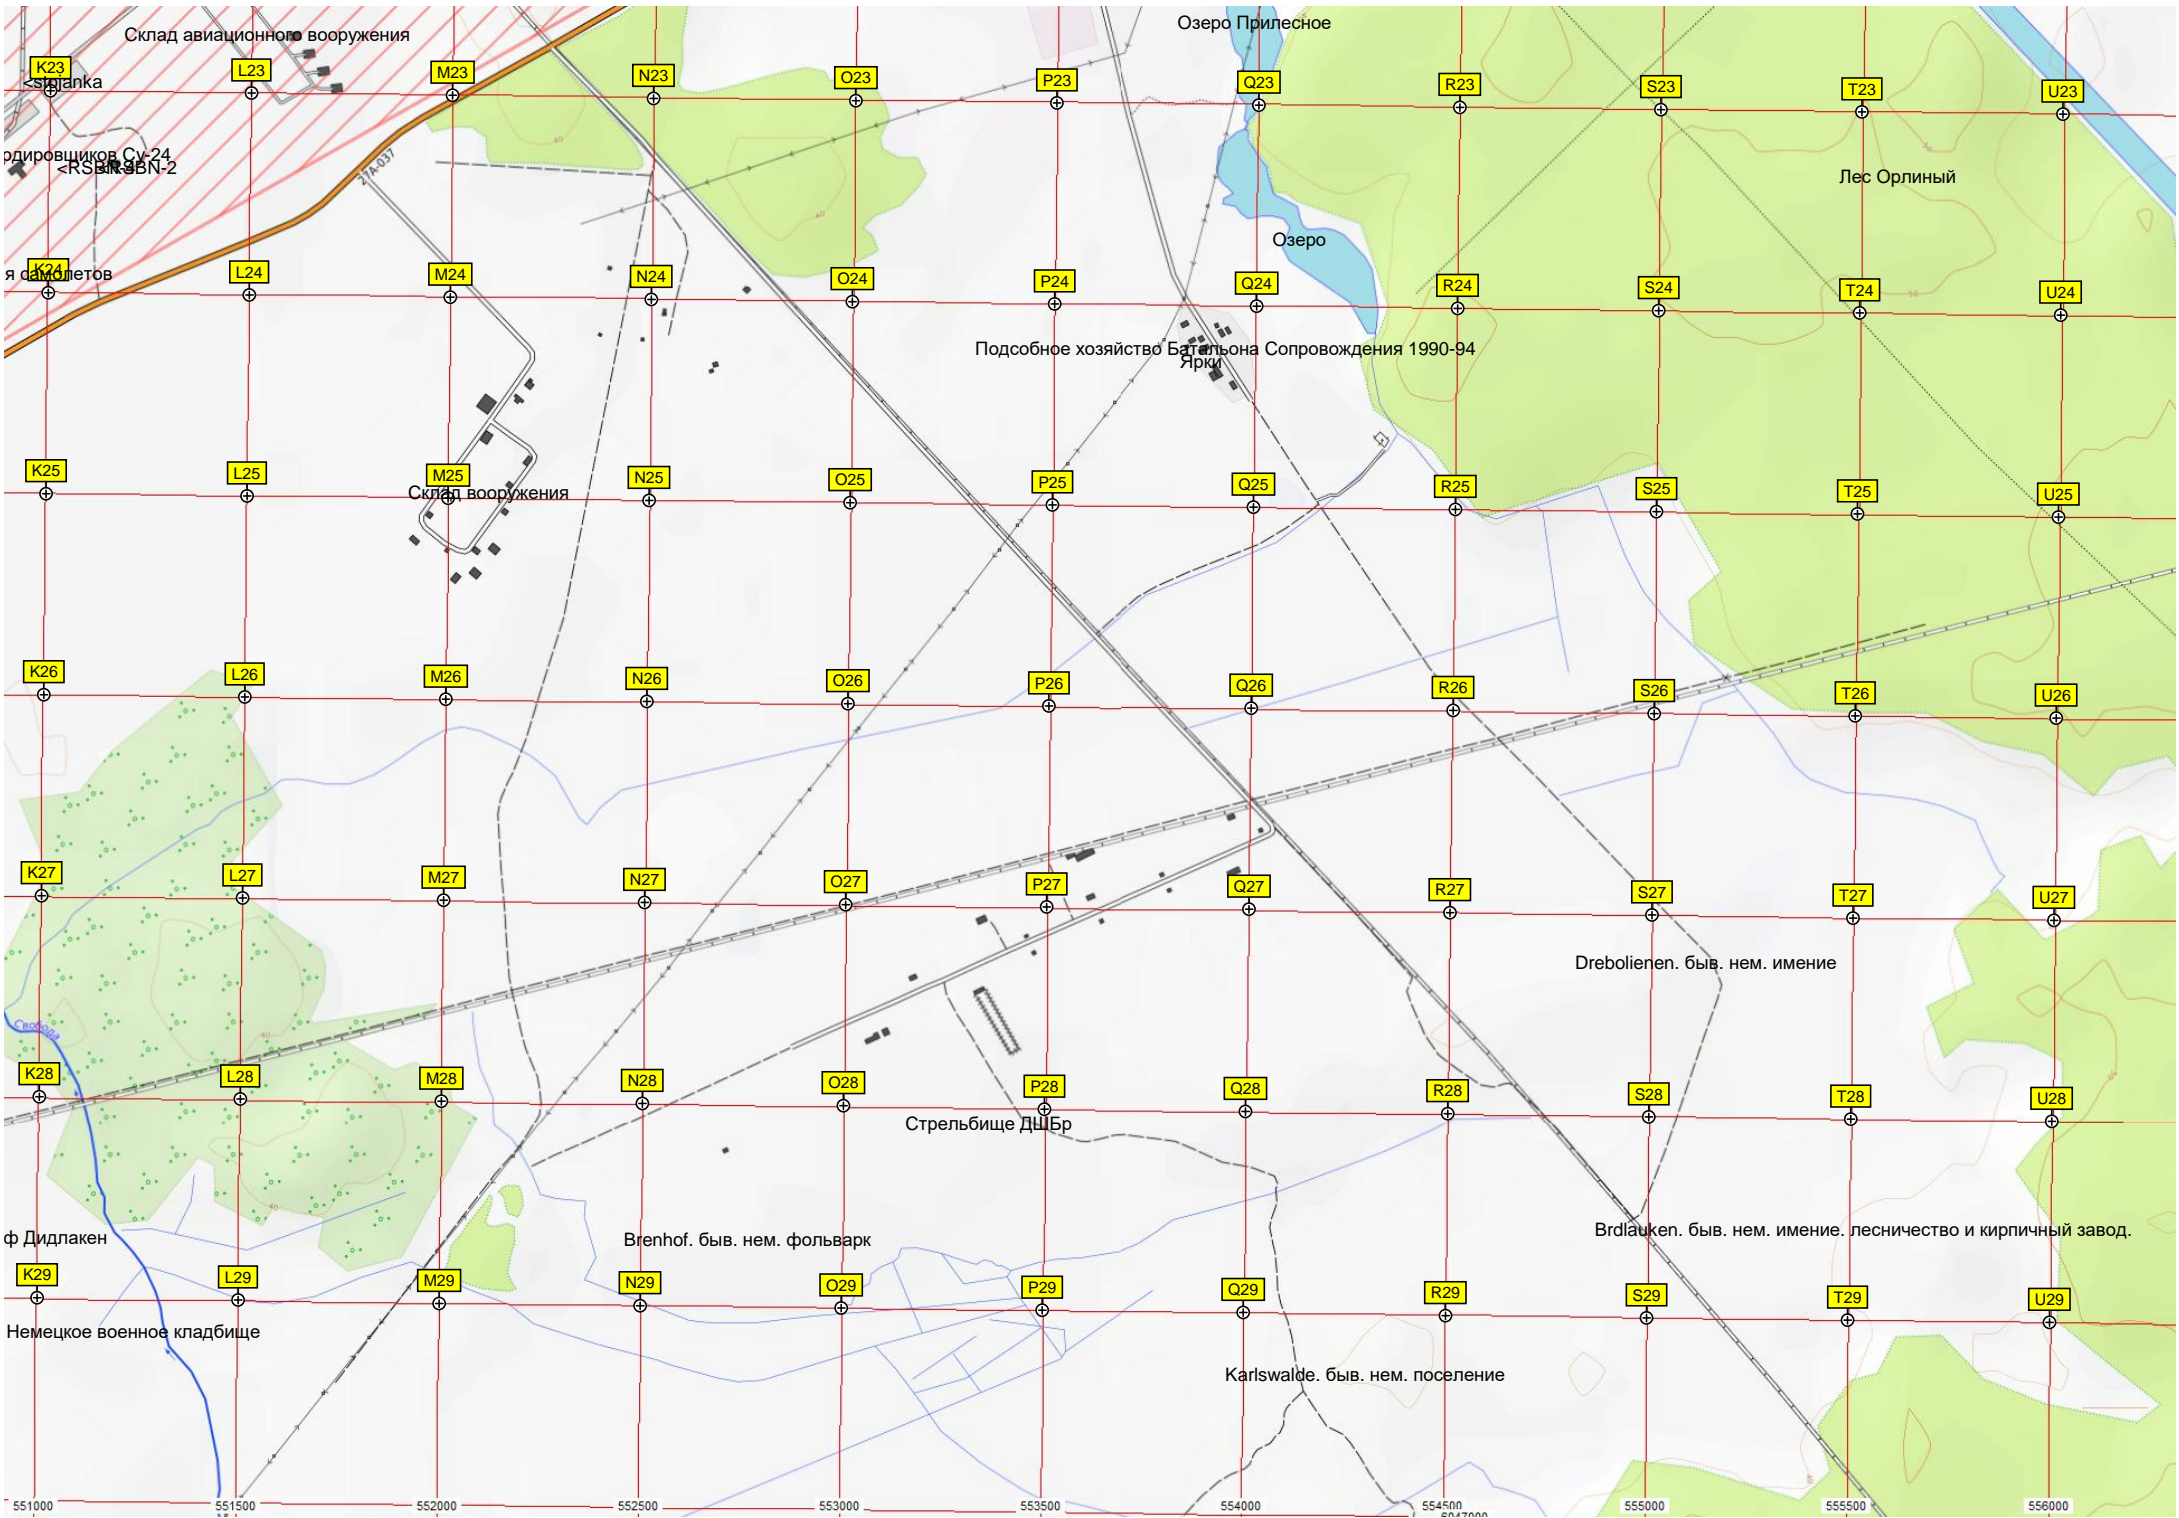 Озеро Прилесное
Склад авиационного вооружения
K23
L23
M23
N23
O23
P23
Q23
R23
S23
T23
U23
<stojanka
27A-037
<RSBN-2
Лес Орлиный
Озеро
я самолетов
K24
L24
M24
N24
O24
P24
Q24
R24
S24
T24
U24
Подсобное хозяйство Батальона Сопровождения 1990-94
Ярки
K25
L25
M25
N25
O25
P25
Q25
R25
S25
T25
U25
Склад вооружения
K26
L26
M26
N26
O26
P26
Q26
R26
S26
T26
U26
K27
L27
M27
N27
O27
P27
Q27
R27
S27
T27
U27
Drebolienen. быв. нем. имение
Свобода
K28
L28
M28
N28
O28
P28
Q28
R28
S28
T28
U28
Стрельбище ДШБр
ф Дидлакен
Brenhof. быв. нем. фольварк
Brdlauken. быв. нем. имение. лесничество и кирпичный завод.
K29
L29
M29
N29
O29
P29
Q29
R29
S29
T29
U29
Немецкое военное кладбище
Karlswalde. быв. нем. поселение
551000
551500
552000
552500
553000
553500
554000
554500
555000
555500
556000